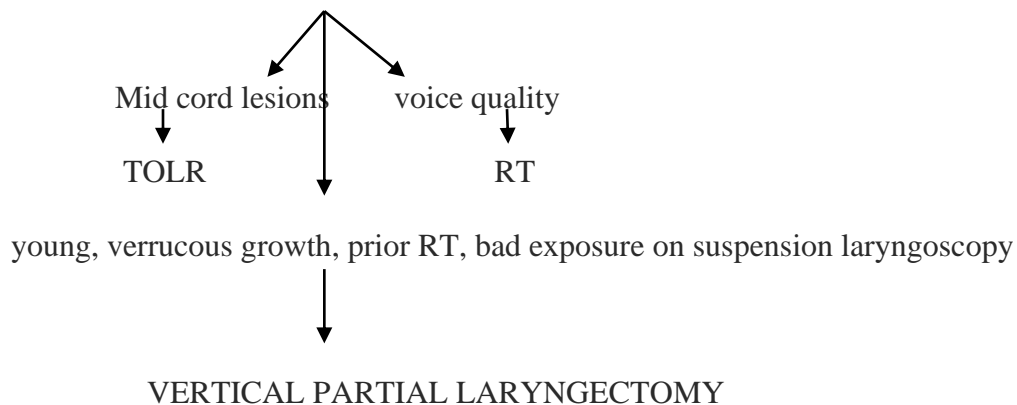 Mid cord lesions voice quality
TOLR RT
young, verrucous growth, prior RT, bad exposure on suspension laryngoscopy
VERTICAL PARTIAL LARYNGECTOMY